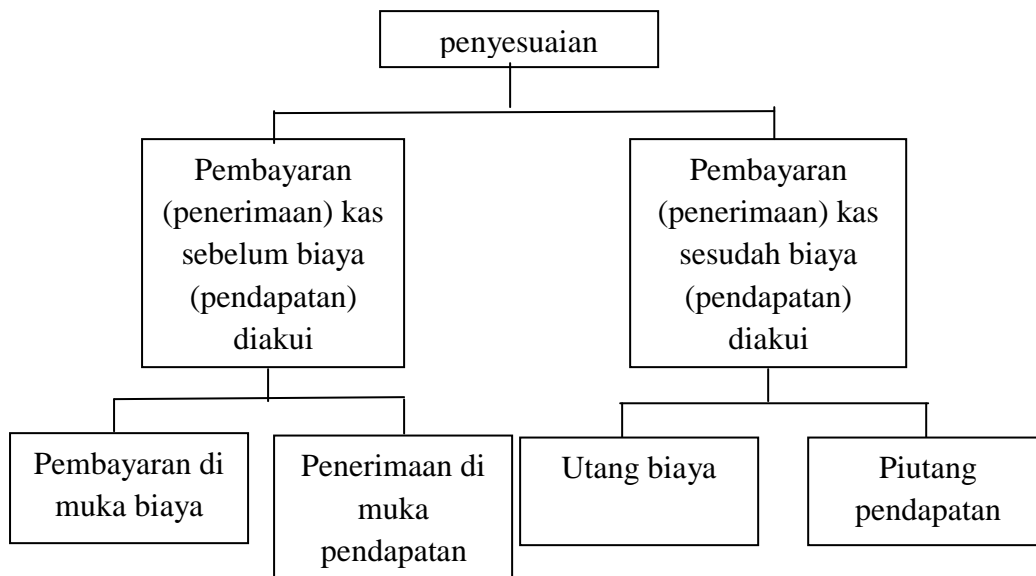 penyesuaian
Pembayaran
(penerimaan) kas
sebelum biaya
(pendapatan)
diakui
Pembayaran
(penerimaan) kas
sesudah biaya
(pendapatan)
diakui
Pembayaran di
muka biaya
Penerimaan di
muka
pendapatan
Utang biaya
Piutang
pendapatan